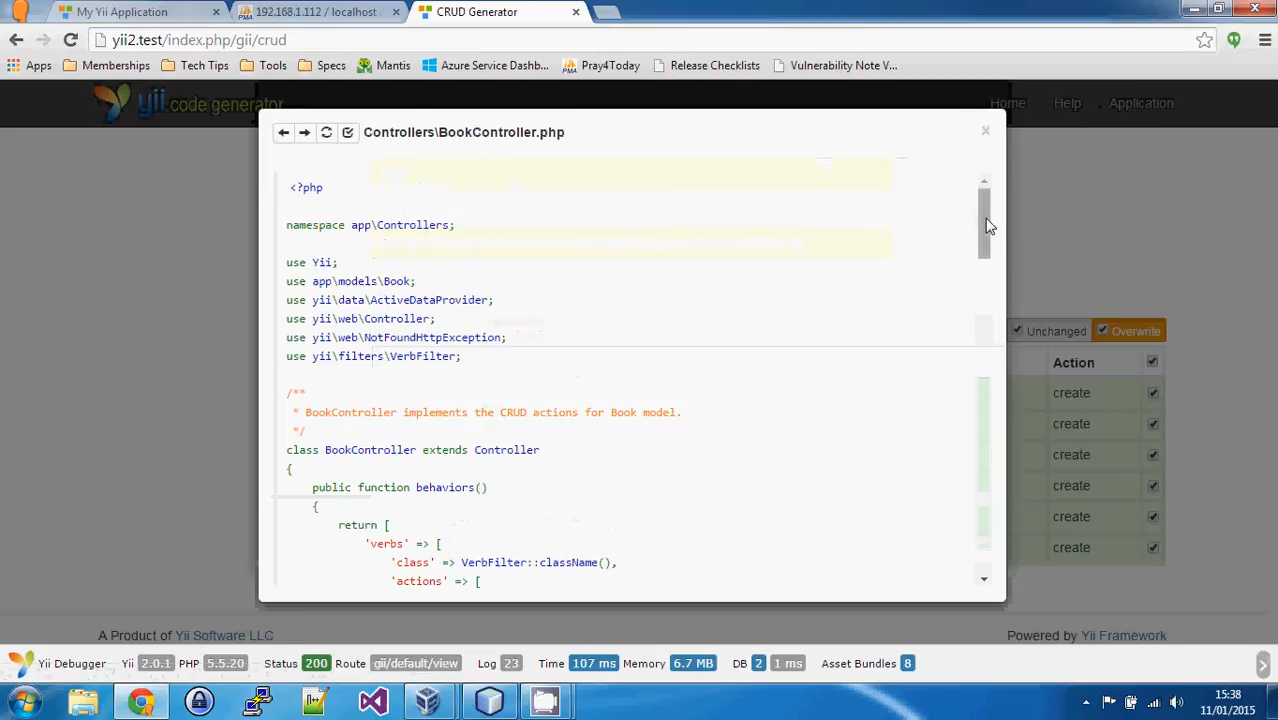 My Yii Application
192.168.1.112 / localhost
CRUD Generator
yii2.test/index.php/gii/crud
Apps
Memberships
Tech Tips
Tools
Specs
Mantis
Azure Service Dashb...
Pray4Today
Release Checklists
Vulnerability Note V...
yii code generator
Home
Help
Application
Controllers\BookController.php
×
<?php
namespace app\Controllers;
use Yii;
use app\models\Book;
use yii\data\ActiveDataProvider;
use yii\web\Controller;
use yii\web\NotFoundHttpException;
use yii\filters\VerbFilter;
/**
* BookController implements the CRUD actions for Book model.
*/
class BookController extends Controller
{
public function behaviors()
{
return [
'verbs' => [
'class' => VerbFilter::className(),
'actions' => [
Unchanged
Overwrite
Action
create
create
create
create
create
create
A Product of Yii Software LLC
Powered by Yii Framework
Yii Debugger
Yii 2.0.1 PHP 5.5.20
Status 200 Route gii/default/view
Log 23
Time 107 ms Memory 6.7 MB
DB 2 1 ms
Asset Bundles 8
15:38
11/01/2015